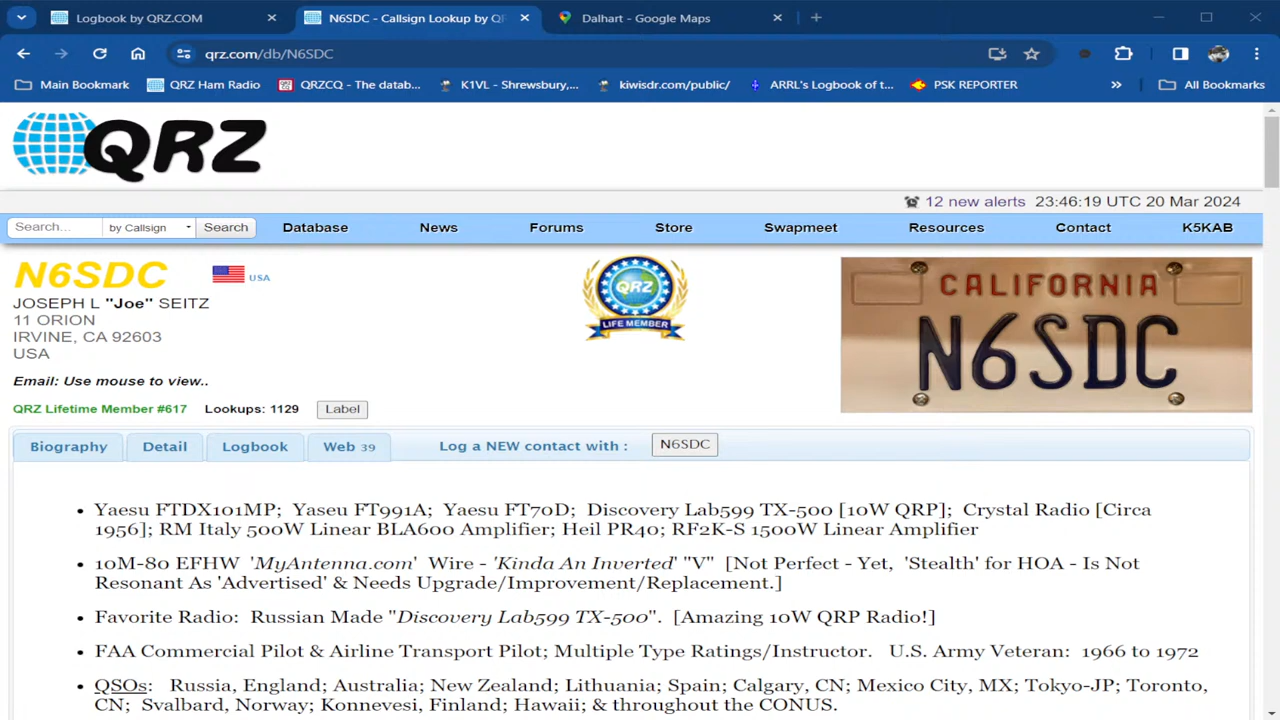 Logbook by QRZ.COM
N6SDC - Callsign Lookup by QR
Dalhart - Google Maps
qrz.com/db/N6SDC
Main Bookmark
QRZ Ham Radio
QRZCQ - The datab...
K1VL - Shrewsbury,...
kiwisdr.com/public/
ARRL's Logbook of t...
PSK REPORTER
»
All Bookmarks
QRZ
12 new alerts 23:46:19 UTC 20 Mar 2024
Search... by Callsign Search Database News Forums Store Swapmeet Resources Contact K5KAB
N6SDC USA
JOSEPH L "Joe" SEITZ
11 ORION
IRVINE, CA 92603
USA
Email: Use mouse to view..
QRZ Lifetime Member #617 Lookups: 1129 Label
QRZ
LIFE MEMBER
CALIFORNIA
N6SDC
Biography Detail Logbook Web 39 Log a NEW contact with : N6SDC
• Yaesu FTDX101MP; Yaseu FT991A; Yaesu FT70D; Discovery Lab599 TX-500 [10W QRP]; Crystal Radio [Circa
1956]; RM Italy 500W Linear BLA600 Amplifier; Heil PR40; RF2K-S 1500W Linear Amplifier
• 10M-80 EFHW 'MyAntenna.com' Wire - 'Kinda An Inverted' "V" [Not Perfect - Yet, 'Stealth' for HOA - Is Not
Resonant As 'Advertised' & Needs Upgrade/Improvement/Replacement.]
• Favorite Radio: Russian Made "Discovery Lab599 TX-500". [Amazing 10W QRP Radio!]
• FAA Commercial Pilot & Airline Transport Pilot; Multiple Type Ratings/Instructor. U.S. Army Veteran: 1966 to 1972
• QSOs: Russia, England; Australia; New Zealand; Lithuania; Spain; Calgary, CN; Mexico City, MX; Tokyo-JP; Toronto,
CN; Svalbard, Norway; Konnevesi, Finland; Hawaii; & throughout the CONUS.